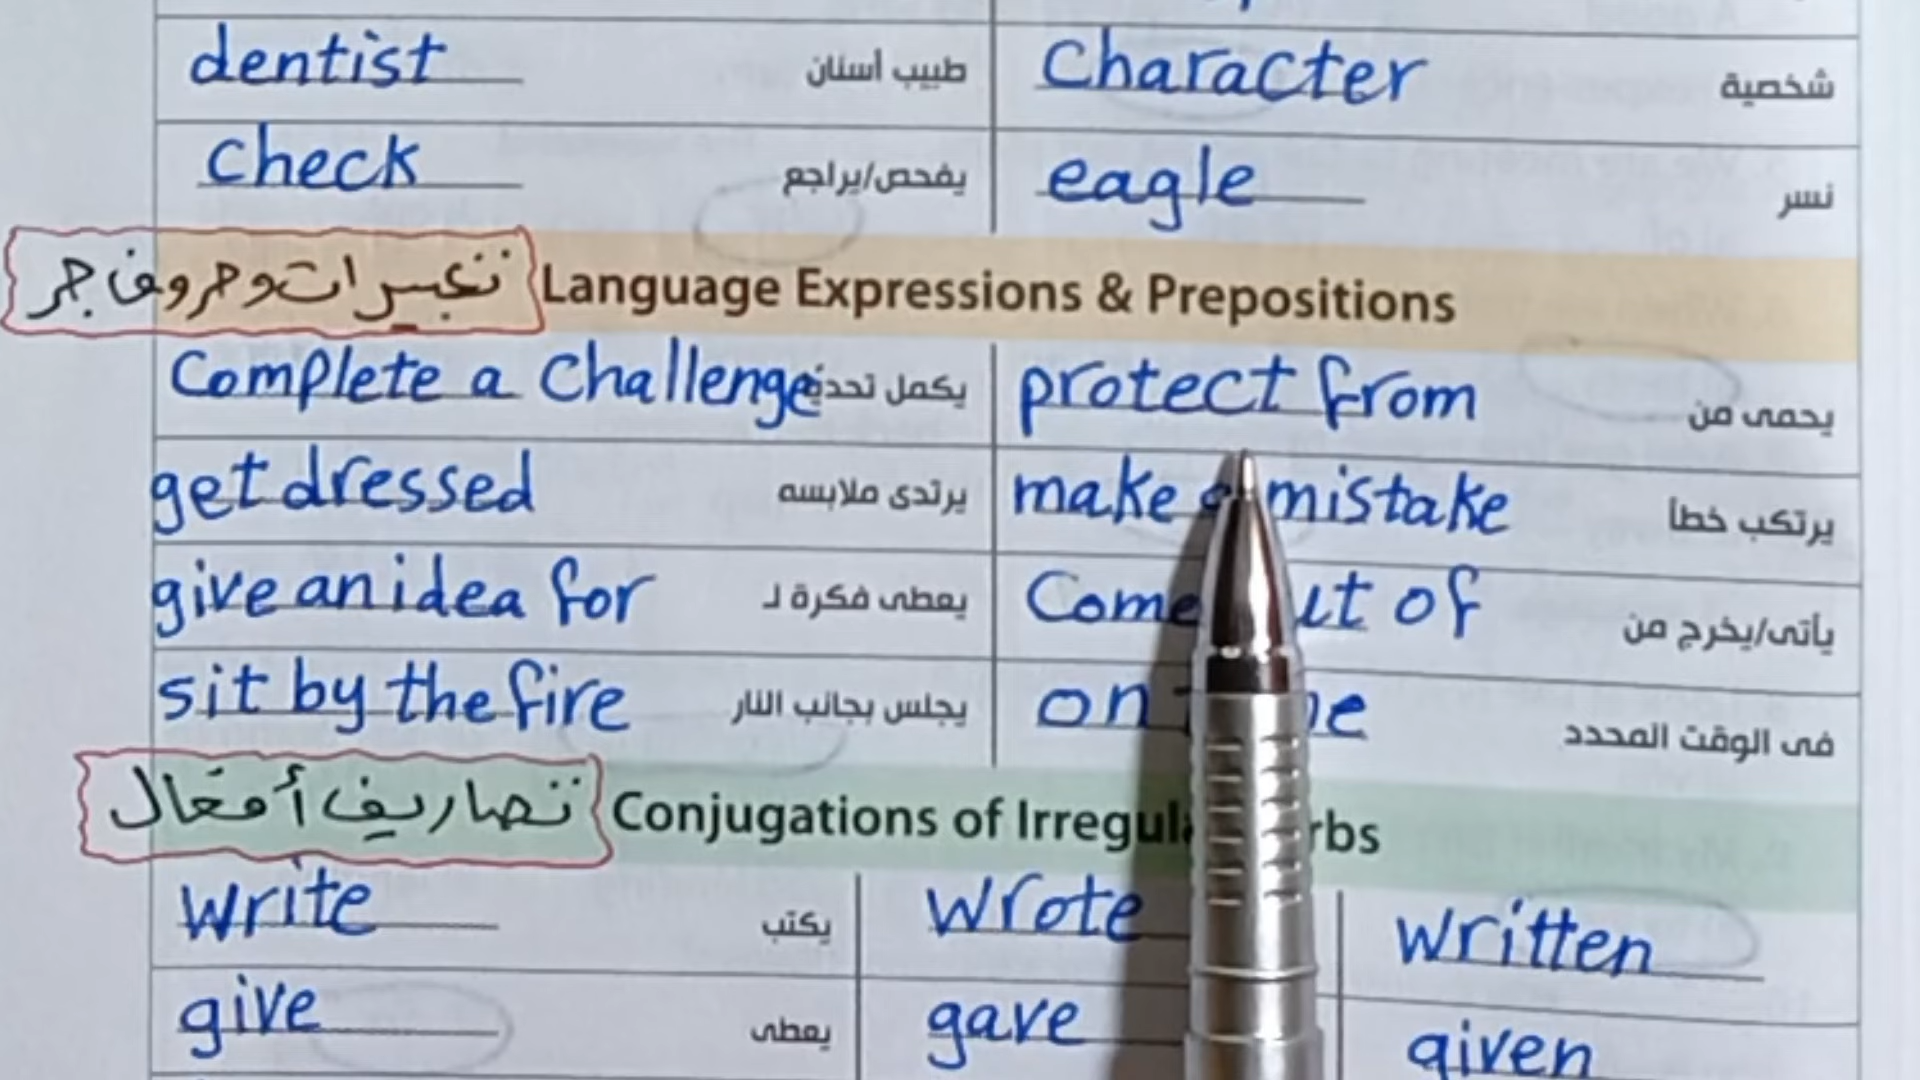 dentist طبيب أسنان Character شخصية
Check يفحص/يراجع eagle نسر
تعبيرات وحروف جر Language Expressions & Prepositions
Complete a Challenge يكمل protect from يحمى من
get dressed يرتدى ملابسه make mistake يرتكب خطأ
give an idea for يعطى فكرة لـ Come of يأتى/يخرج من
sit by the fire يجلس بجانب النار on فى الوقت المحدد
تصاريف أفعال Conjugations of
write يكتب wrote written
give يعطى gave given